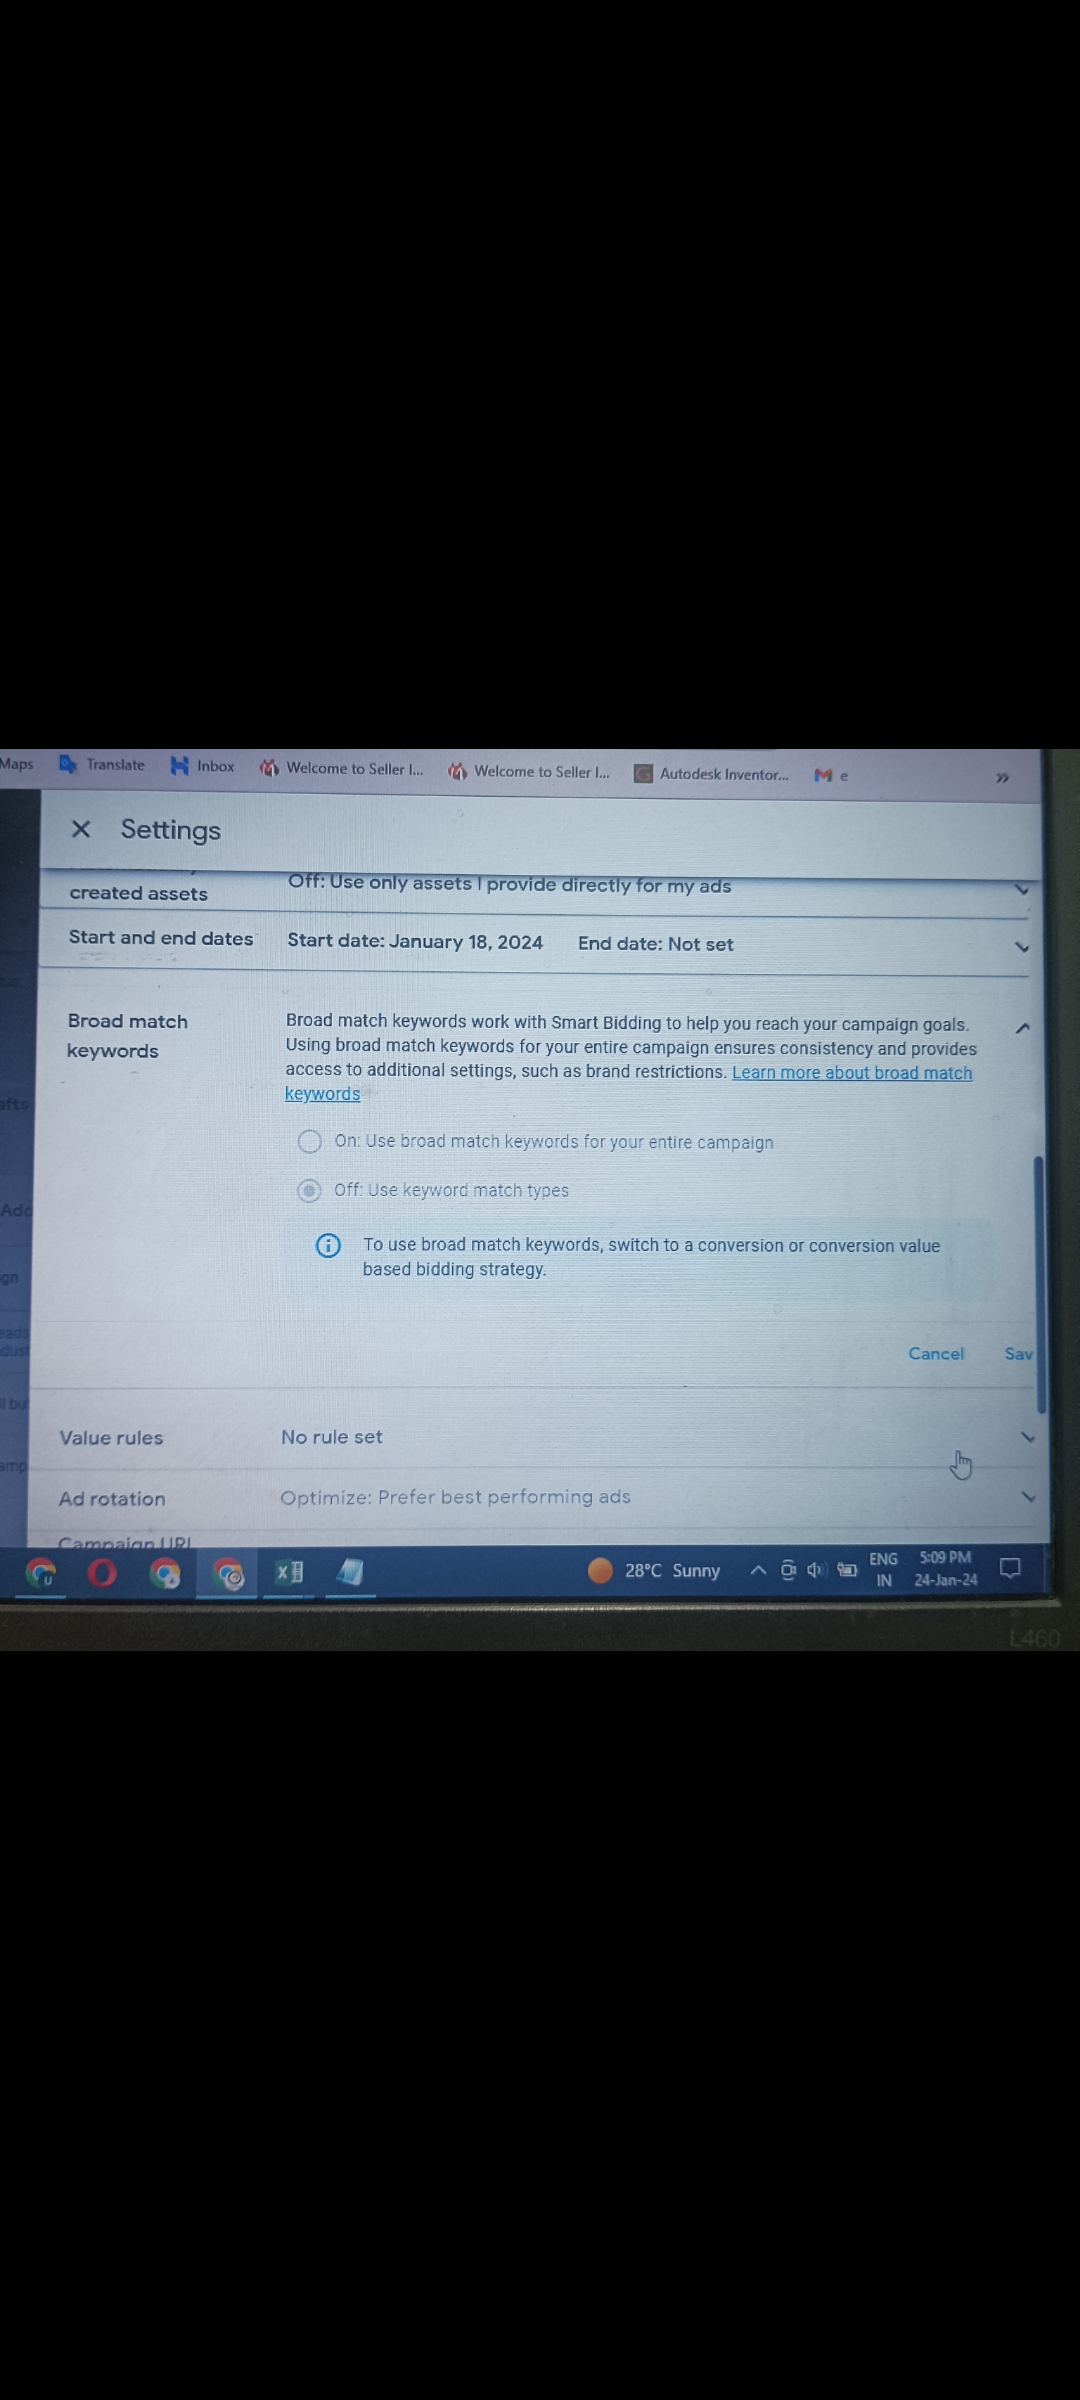 Maps Translate Inbox Welcome to Seller I... Welcome to Seller I... Autodesk Inventor... e
Settings
created assets Off: Use only assets I provide directly for my ads
Start and end dates Start date: January 18, 2024 End date: Not set
Broad match
keywords
Broad match keywords work with Smart Bidding to help you reach your campaign goals.
Using broad match keywords for your entire campaign ensures consistency and provides
access to additional settings, such as brand restrictions. Learn more about broad match
keywords
On: Use broad match keywords for your entire campaign
Off: Use keyword match types
To use broad match keywords, switch to a conversion or conversion value
based bidding strategy.
Cancel Sav
Value rules No rule set
Ad rotation Optimize: Prefer best performing ads
Campaign URL
28°C Sunny ENG 5:09 PM
IN 24-Jan-24
L460